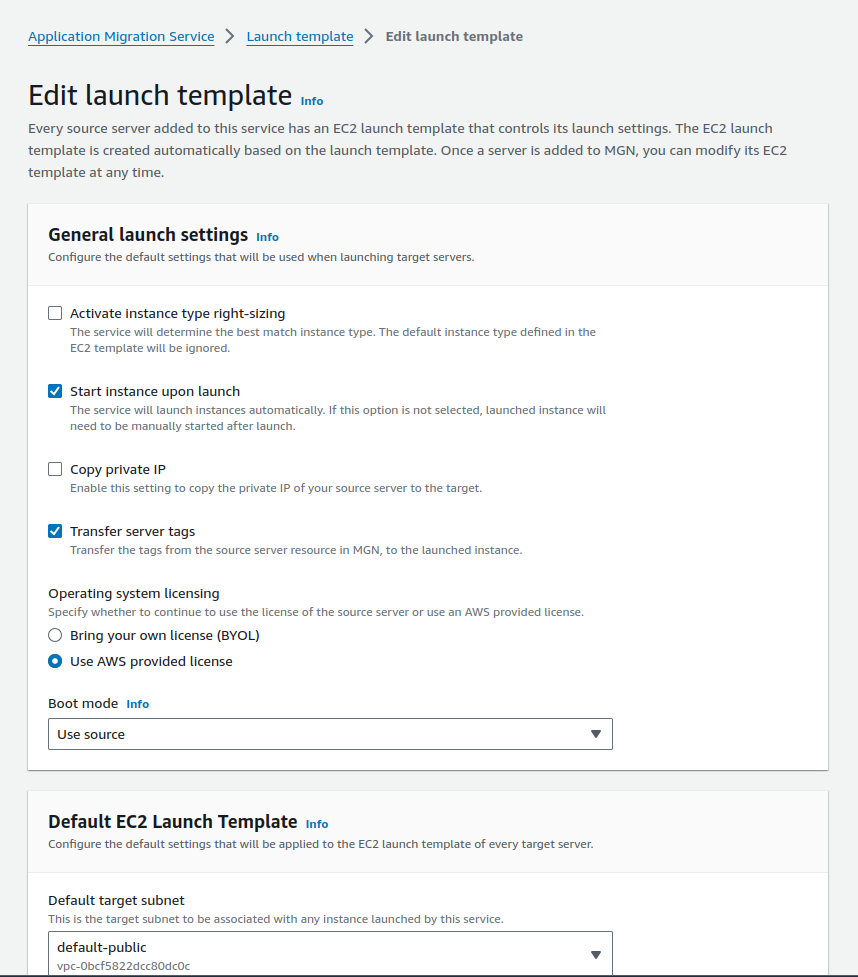 Application Migration Service > Launch template > Edit launch template
Edit launch template Info
Every source server added to this service has an EC2 launch template that controls its launch settings. The EC2 launch
template is created automatically based on the launch template. Once a server is added to MGN, you can modify its EC2
template at any time.
General launch settings Info
Configure the default settings that will be used when launching target servers.
Activate instance type right-sizing
The service will determine the best match instance type. The default instance type defined in the
EC2 template will be ignored.
Start instance upon launch
The service will launch instances automatically. If this option is not selected, launched instance will
need to be manually started after launch.
Copy private IP
Enable this setting to copy the private IP of your source server to the target.
Transfer server tags
Transfer the tags from the source server resource in MGN, to the launched instance.
Operating system licensing
Specify whether to continue to use the license of the source server or use an AWS provided license.
Bring your own license (BYOL)
Use AWS provided license
Boot mode Info
Use source
Default EC2 Launch Template Info
Configure the default settings that will be applied to the EC2 launch template of every target server.
Default target subnet
This is the target subnet to be associated with any instance launched by this service.
default-public
vpc-0bcf5822dcc80dc0c